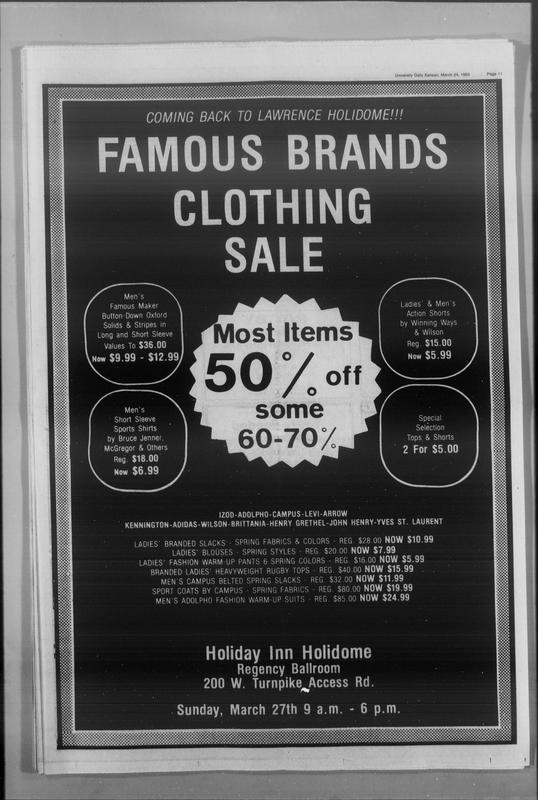 University Daily Kansan, March 24, 1983 Page 11
COMING BACK TO LAWRENCE HOLIDOME!!!
FAMOUS BRANDS
CLOTHING
SALE
Men's
Famous Maker
Button-Down Oxford
Solids & Stripes in
Long and Short Sleeve
Values To $36.00
Now $9.99 - $12.99
Ladies' & Men's
Action Shorts
by Winning Ways
& Wilson
Reg. $15.00
Now $5.99
Most Items
50% off
some
60-70%
Men's
Short Sleeve
Sports Shirts
by Bruce Jenner,
McGregor & Others
Reg. $18.00
Now $6.99
Special
Selection
Tops & Shorts
2 For $5.00
IZOD-ADOLPHO-CAMPUS-LEVI-ARROW
KENNINGTON-ADIDAS-WILSON-BRITTANIA-HENRY GRETHEL-JOHN HENRY-YVES ST. LAURENT
LADIES' BRANDED SLACKS - SPRING FABRICS & COLORS - REG. $28.00 NOW $10.99
LADIES' BLOUSES - SPRING STYLES - REG. $20.00 NOW $7.99
LADIES' FASHION WARM-UP PANTS 6 SPRING COLORS - REG. $16.00 NOW $5.99
BRANDED LADIES' HEAVYWEIGHT RUGBY TOPS - REG. $40.00 NOW $15.99
MEN'S CAMPUS BELTED SPRING SLACKS - REG. $32.00 NOW $11.99
SPORT COATS BY CAMPUS - SPRING FABRICS - REG. $80.00 NOW $19.99
MEN'S ADOLPHO FASHION WARM-UP SUITS - REG. $85.00 NOW $24.99
Holiday Inn Holidome
Regency Ballroom
200 W. Turnpike Access Rd.
Sunday, March 27th 9 a.m. - 6 p.m.